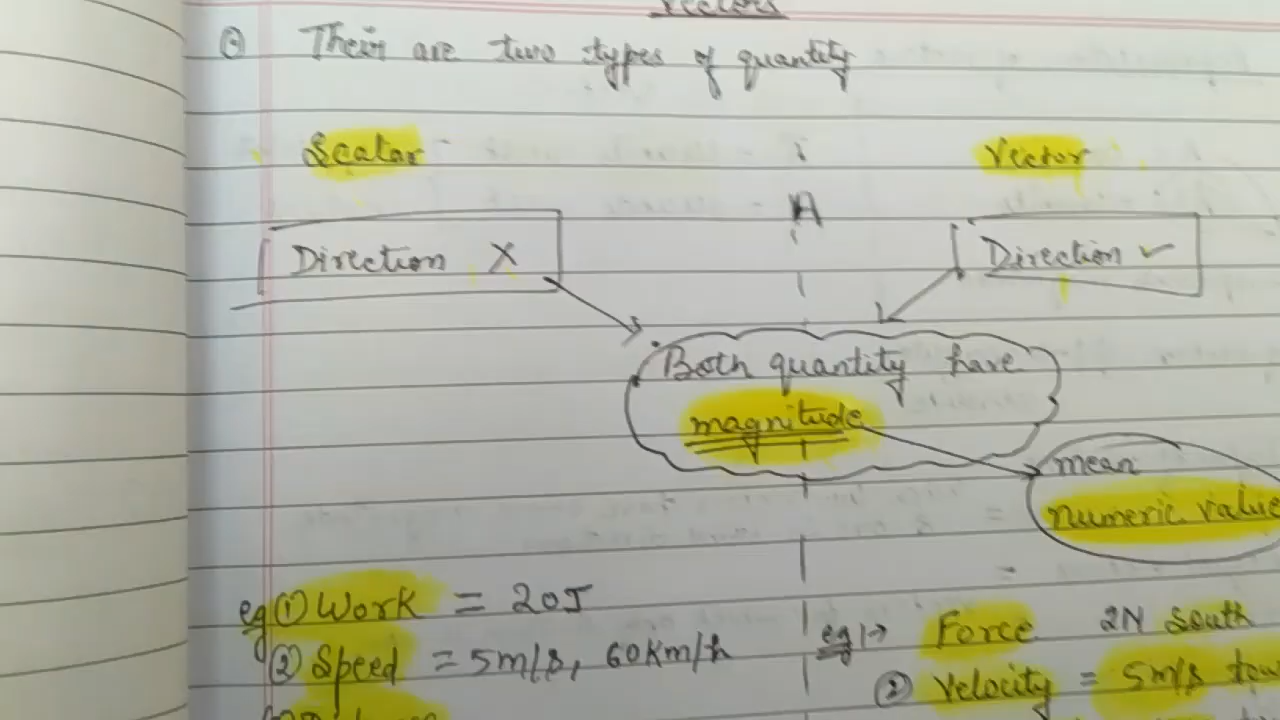 Vectors
Their are two types of quantity
Scalar
Vector
A
Direction X
Direction ✓
Both quantity have
magnitude
mean
numeric value
eg ① Work = 20J
② Speed = 5m/s, 60Km/h
eg 1→ Force 2N South
② Velocity = 5m/s